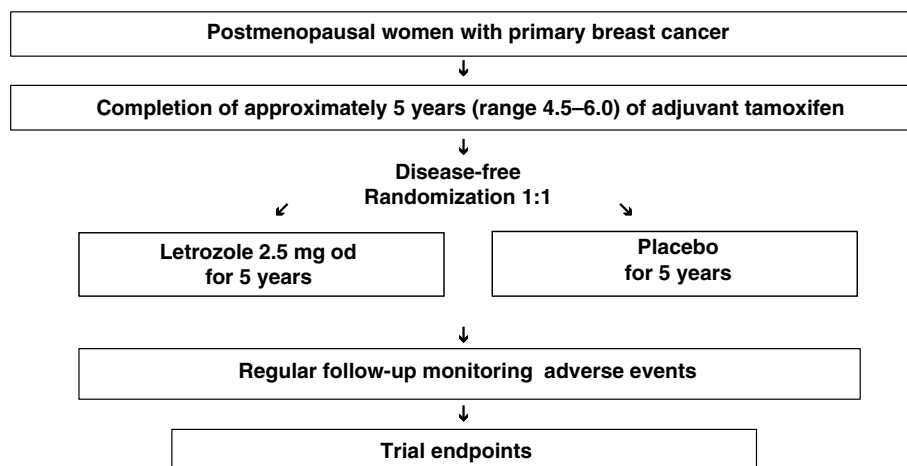 Postmenopausal women with primary breast cancer
Completion of approximately 5 years (range 4.5–6.0) of adjuvant tamoxifen
Disease-free
Randomization 1:1
Letrozole 2.5 mg od
for 5 years
Placebo
for 5 years
Regular follow-up monitoring adverse events
Trial endpoints